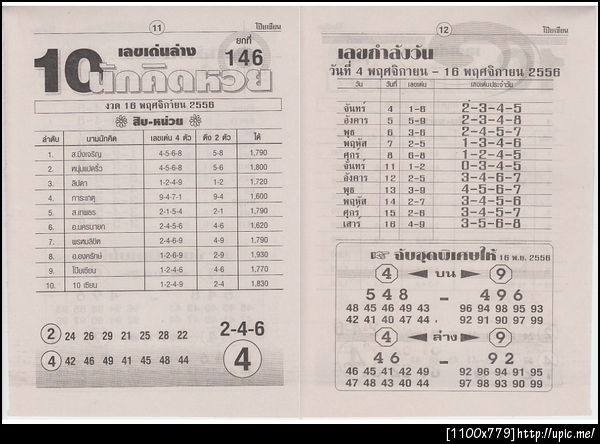 11 โป๊ยเซียน
เลขเด่นล่าง ยกที่
10 นักคิดหวย 146
งวด 16 พฤศจิกายน 2556
สิบ-หน่วย
ลำดับ นามนักคิด เลขเด่น 4 ตัว ดึง 2 ตัว ได้
1. ส.มิ่งเจริญ 4-5-6-8 5-8 1,790
2. หนุ่มแปดริ้ว 4-2-5-6 5-6 1,800
3. ลิปดา 1-2-4-9 1-2 1,720
4. การะเกตุ 9-4-7-1 9-4 1,600
5. ส.เทพธร 2-1-5-4 2-1 1,790
6. อ.นครนายก 2-4-5-6 4-6 1,620
7. พรหมลิขิต 2-4-6-9 4-9 1,790
8. อ.องครักษ์ 1-2-4-9 2-9 1,930
9. โป๊ยเซียน 1-2-4-6 4-6 1,770
10. 10 เซียน 1-2-4-9 2-4 1,830
2 24 26 29 21 25 28 22 2-4-6
4 42 46 49 41 45 48 44 4
12 โป๊ยเซียน
เลขกำลังวัน
วันที่ 4 พฤศจิกายน - 16 พฤศจิกายน 2556
วัน วันที่ เลขเด่น เลขเด่นประจำวัน
จันทร์ 4 1-6 2-3-4-5
อังคาร 5 5-9 2-3-4-8
พุธ 6 3-6 2-4-5-7
พฤหัส 7 2-5 1-3-4-6
ศุกร์ 8 6-8 1-2-4-5
จันทร์ 11 1-2 0-3-4-5
อังคาร 12 2-5 3-4-6-7
พุธ 13 3-9 4-5-6-7
พฤหัส 14 2-7 3-4-5-6
ศุกร์ 15 2-6 3-4-5-7
เสาร์ 16 4-9 3-5-6-8
จับชุดพิเศษให้ 16 พ.ย. 2556
4 บน 9
548 - 496
48 45 46 49 43 96 94 98 95 93
42 41 40 47 44 92 91 90 97 99
4 ล่าง 9
46 - 92
46 45 41 42 49 92 96 94 91 95
47 48 43 40 44 97 98 93 90 99
[1100x779]http://upic.me/